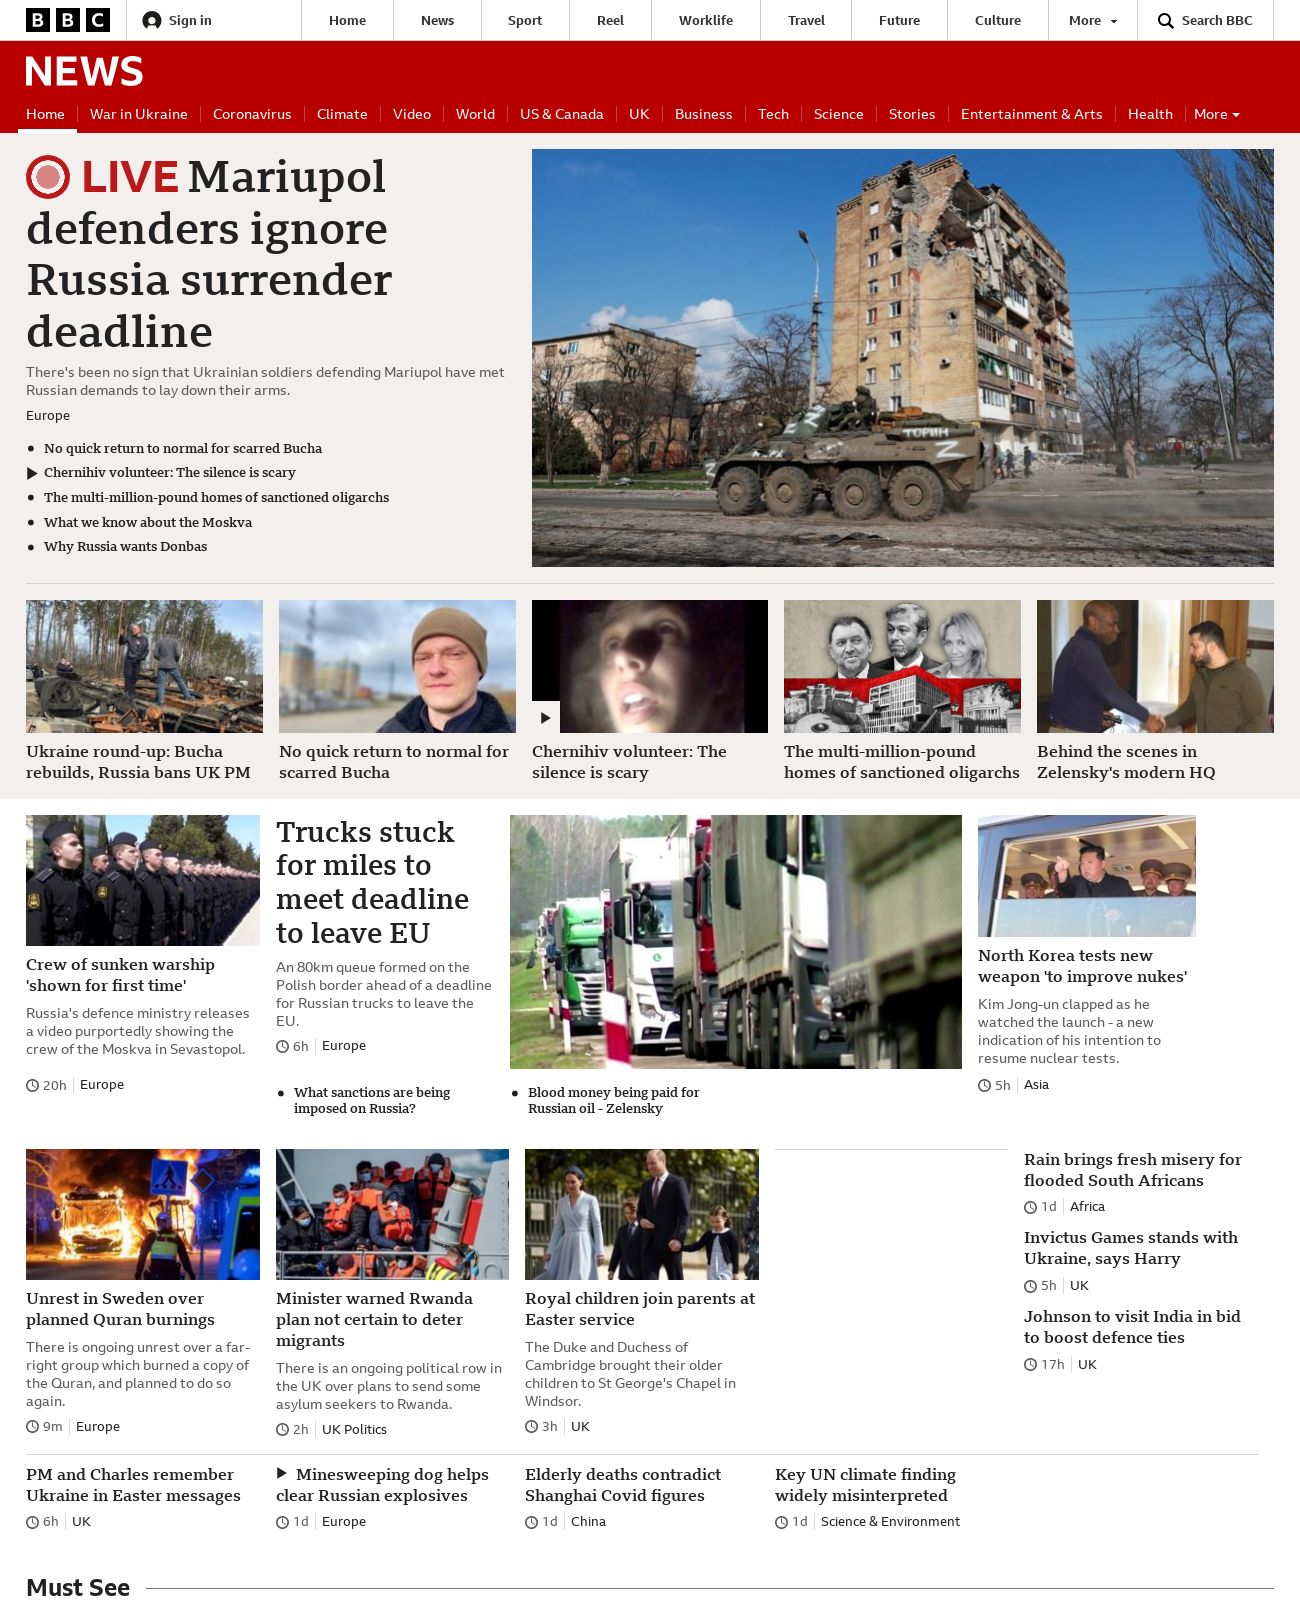 BBC
Sign in
Home
News
Sport
Reel
Worklife
Travel
Future
Culture
More
Search BBC
NEWS
Home
War in Ukraine
Coronavirus
Climate
Video
World
US & Canada
UK
Business
Tech
Science
Stories
Entertainment & Arts
Health
More
LIVE Mariupol
defenders ignore
Russia surrender
deadline
There's been no sign that Ukrainian soldiers defending Mariupol have met
Russian demands to lay down their arms.
Europe
No quick return to normal for scarred Bucha
Chernihiv volunteer: The silence is scary
The multi-million-pound homes of sanctioned oligarchs
What we know about the Moskva
Why Russia wants Donbas
ТОРИН
Z
Z
Ukraine round-up: Bucha
rebuilds, Russia bans UK PM
No quick return to normal for
scarred Bucha
Chernihiv volunteer: The
silence is scary
The multi-million-pound
homes of sanctioned oligarchs
Behind the scenes in
Zelensky's modern HQ
Crew of sunken warship
'shown for first time'
Russia's defence ministry releases
a video purportedly showing the
crew of the Moskva in Sevastopol.
20h
Europe
Trucks stuck
for miles to
meet deadline
to leave EU
An 80km queue formed on the
Polish border ahead of a deadline
for Russian trucks to leave the
EU.
6h
Europe
What sanctions are being
imposed on Russia?
Blood money being paid for
Russian oil - Zelensky
North Korea tests new
weapon 'to improve nukes'
Kim Jong-un clapped as he
watched the launch - a new
indication of his intention to
resume nuclear tests.
5h
Asia
Unrest in Sweden over
planned Quran burnings
There is ongoing unrest over a far-
right group which burned a copy of
the Quran, and planned to do so
again.
9m
Europe
Minister warned Rwanda
plan not certain to deter
migrants
There is an ongoing political row in
the UK over plans to send some
asylum seekers to Rwanda.
2h
UK Politics
Royal children join parents at
Easter service
The Duke and Duchess of
Cambridge brought their older
children to St George's Chapel in
Windsor.
3h
UK
Rain brings fresh misery for
flooded South Africans
1d
Africa
Invictus Games stands with
Ukraine, says Harry
5h
UK
Johnson to visit India in bid
to boost defence ties
17h
UK
PM and Charles remember
Ukraine in Easter messages
6h
UK
Minesweeping dog helps
clear Russian explosives
1d
Europe
Elderly deaths contradict
Shanghai Covid figures
1d
China
Key UN climate finding
widely misinterpreted
1d
Science & Environment
Must See